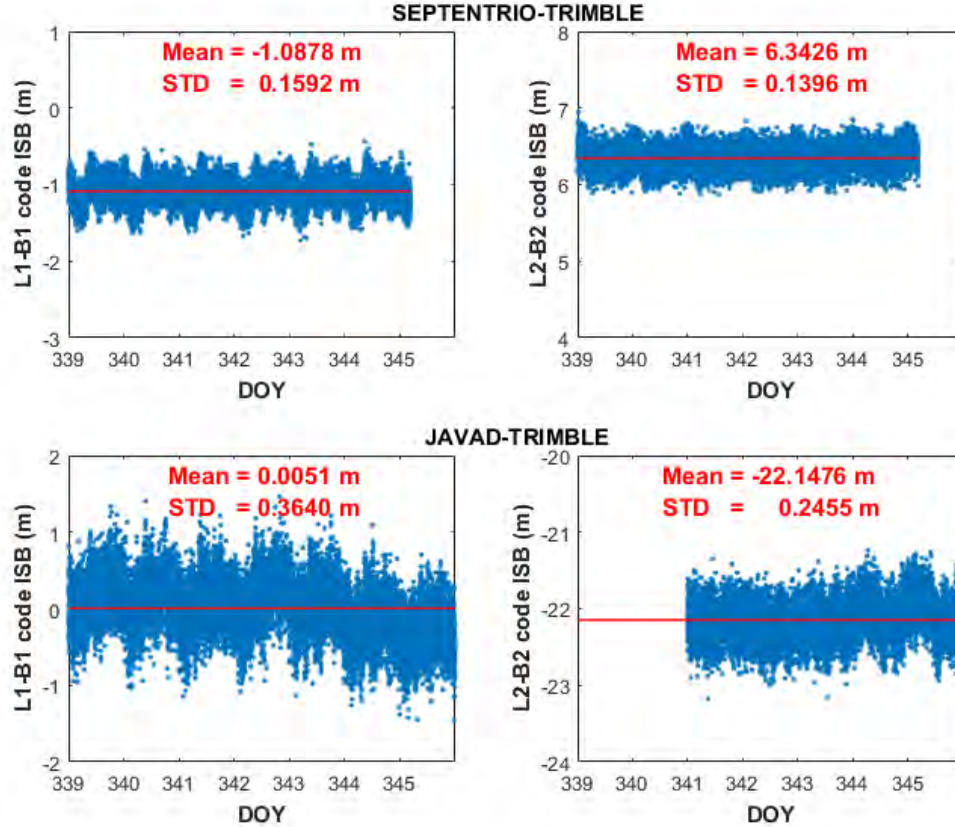 SEPTENTRIO-TRIMBLE
Mean = -1.0878 m
STD = 0.1592 m
L1-B1 code ISB (m)
1
0
-1
-2
-3
339 340 341 342 343 344 345
DOY
Mean = 6.3426 m
STD = 0.1396 m
L2-B2 code ISB (m)
8
7
6
5
4
339 340 341 342 343 344 345
DOY
JAVAD-TRIMBLE
Mean = 0.0051 m
STD = 0.3640 m
L1-B1 code ISB (m)
2
1
0
-1
-2
339 340 341 342 343 344 345
DOY
Mean = -22.1476 m
STD = 0.2455 m
L2-B2 code ISB (m)
-20
-21
-22
-23
-24
339 340 341 342 343 344 345
DOY